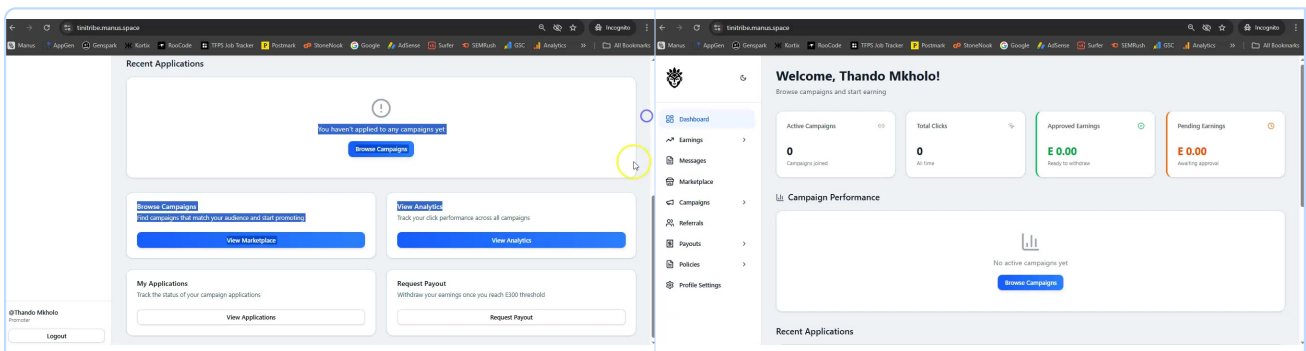 tinitribe.manus.space
Incognito
Manus AppGen Genspark Kortix RooCode TFPS Job Tracker Postmark StoneNook Google AdSense Surfer SEMRush GSC Analytics All Bookmarks
Recent Applications
You haven't applied to any campaigns yet
Browse Campaigns
Browse Campaigns
Find campaigns that match your audience and start promoting
View Marketplace
View Analytics
Track your click performance across all campaigns
View Analytics
My Applications
Track the status of your campaign applications
View Applications
Request Payout
Withdraw your earnings once you reach E300 threshold
Request Payout
@Thando Mkholo
Promoter
Logout
tinitribe.manus.space
Incognito
Manus AppGen Genspark Kortix RooCode TFPS Job Tracker Postmark StoneNook Google AdSense Surfer SEMRush GSC Analytics All Bookmarks
Dashboard
Earnings
Messages
Marketplace
Campaigns
Referrals
Payouts
Policies
Profile Settings
Welcome, Thando Mkholo!
Browse campaigns and start earning
Active Campaigns
0
Campaigns joined
Total Clicks
0
All time
Approved Earnings
E 0.00
Ready to withdraw
Pending Earnings
E 0.00
Awaiting approval
Campaign Performance
No active campaigns yet
Browse Campaigns
Recent Applications